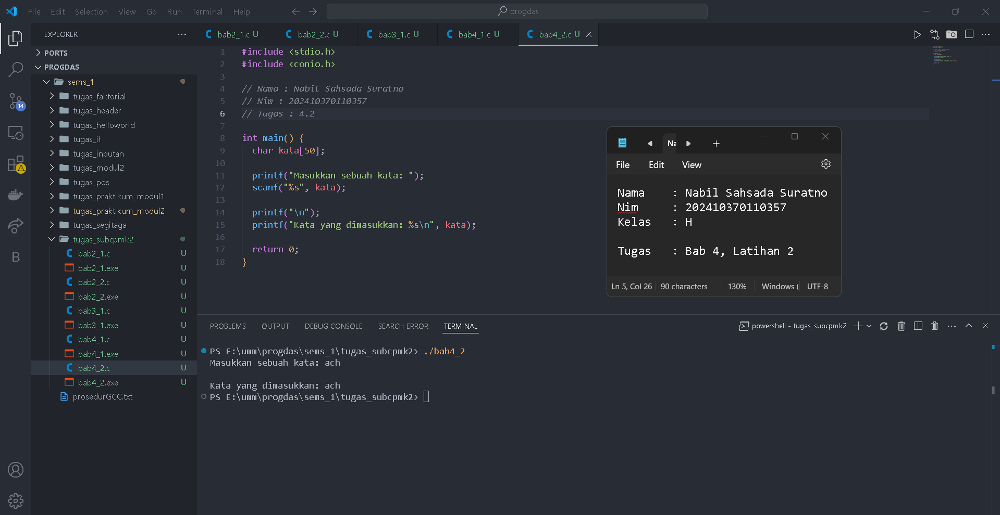 File Edit Selection View Go Run Terminal Help
progdas
EXPLORER
bab2_1.c U
bab2_2.c U
bab3_1.c U
bab4_1.c U
bab4_2.c U
PORTS
PROGDAS
sems_1
tugas_faktorial
tugas_header
tugas_helloworld
tugas_if
tugas_inputan
tugas_modul2
tugas_pos
tugas_praktikum_modul1
tugas_praktikum_modul2
tugas_segitaga
tugas_subcpmk2
bab2_1.c U
bab2_1.exe U
bab2_2.c U
bab2_2.exe U
bab3_1.c U
bab3_1.exe U
bab4_1.c U
bab4_1.exe U
bab4_2.c U
bab4_2.exe U
prosedurGCC.txt
14
B
1 #include <stdio.h>
2 #include <conio.h>
3
4 // Nama : Nabil Sahsada Suratno
5 // Nim : 202410370110357
6 // Tugas : 4.2
7
8 int main() {
9 char kata[50];
10
11 printf("Masukkan sebuah kata: ");
12 scanf("%s", kata);
13
14 printf("\n");
15 printf("Kata yang dimasukkan: %s\n", kata);
16
17 return 0;
18 }
Na
File Edit View
Nama : Nabil Sahsada Suratno
Nim : 202410370110357
Kelas : H
Tugas : Bab 4, Latihan 2
Ln 5, Col 26 90 characters 130% Windows ( UTF-8
PROBLEMS OUTPUT DEBUG CONSOLE SEARCH ERROR TERMINAL
powershell - tugas_subcpmk2
PS E:\umm\progdas\sems_1\tugas_subcpmk2> ./bab4_2
Masukkan sebuah kata: ach
Kata yang dimasukkan: ach
PS E:\umm\progdas\sems_1\tugas_subcpmk2>